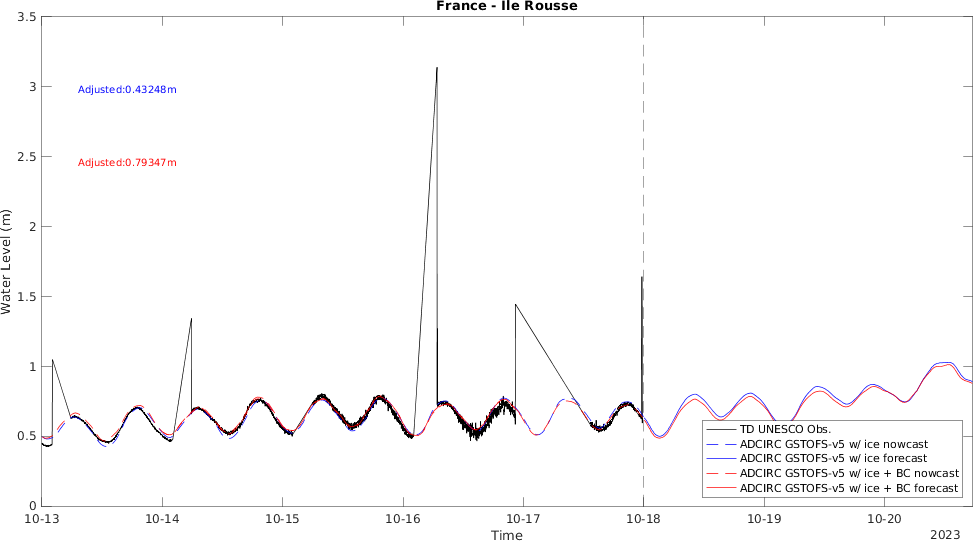 France - Ile Rousse
3.5
3
2.5
2
1.5
1
0.5
0
Water Level (m)
Adjusted:0.43248m
Adjusted:0.79347m
TD UNESCO Obs.
ADCIRC GSTOFS-v5 w/ ice nowcast
ADCIRC GSTOFS-v5 w/ ice forecast
ADCIRC GSTOFS-v5 w/ ice + BC nowcast
ADCIRC GSTOFS-v5 w/ ice + BC forecast
10-13 10-14 10-15 10-16 10-17 10-18 10-19 10-20
Time
2023